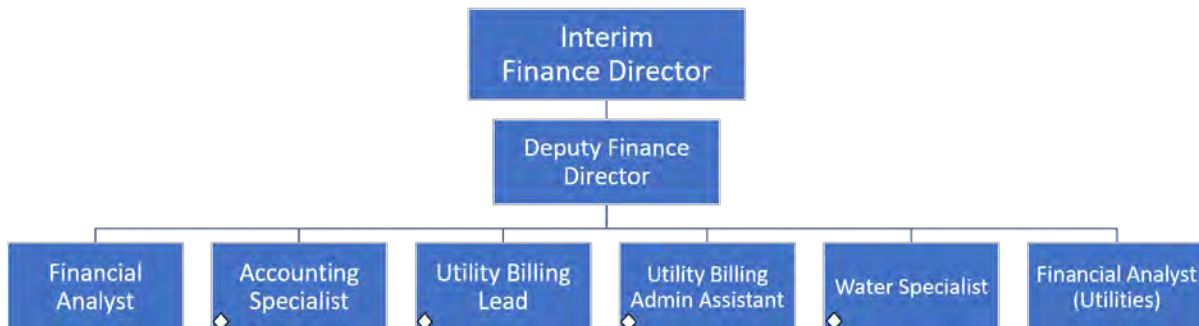 Interim
Finance Director
Deputy Finance
Director
Financial
Analyst
Accounting
Specialist
Utility Billing
Lead
Utility Billing
Admin Assistant
Water Specialist
Financial Analyst
(Utilities)